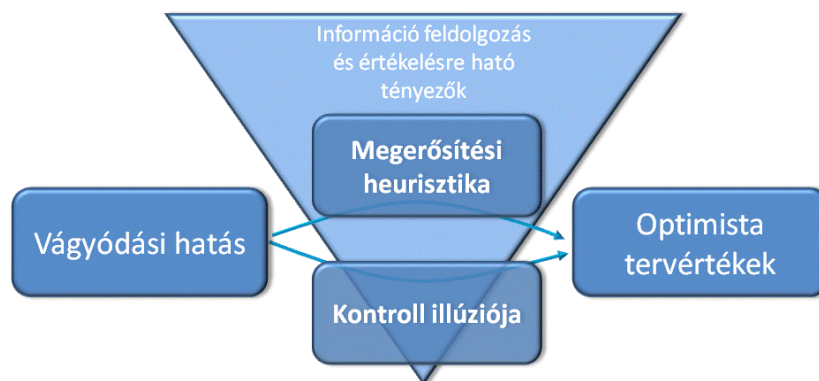 Információ feldolgozás
és értékelésre ható
tényezők
Megerősítési
heurisztika
Vágyódási hatás
Optimista
tervértékek
Kontroll illúziója